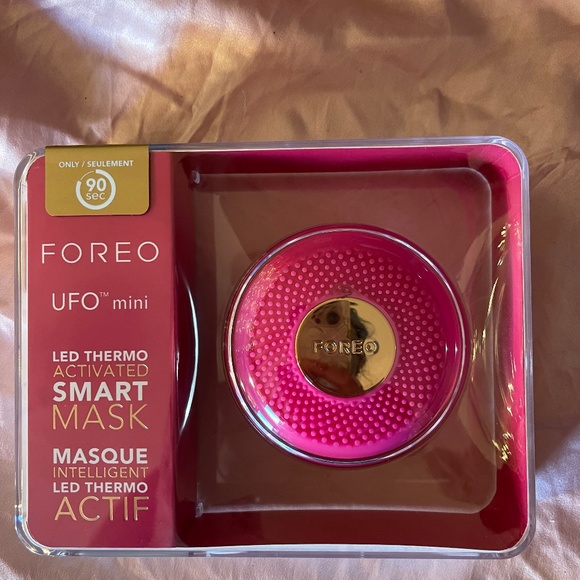 ONLY / SEULEMENT
90
sec
FOREO
UFO™ mini
LED THERMO
ACTIVATED
SMART
MASK
MASQUE
INTELLIGENT
LED THERMO
ACTIF
FOREO